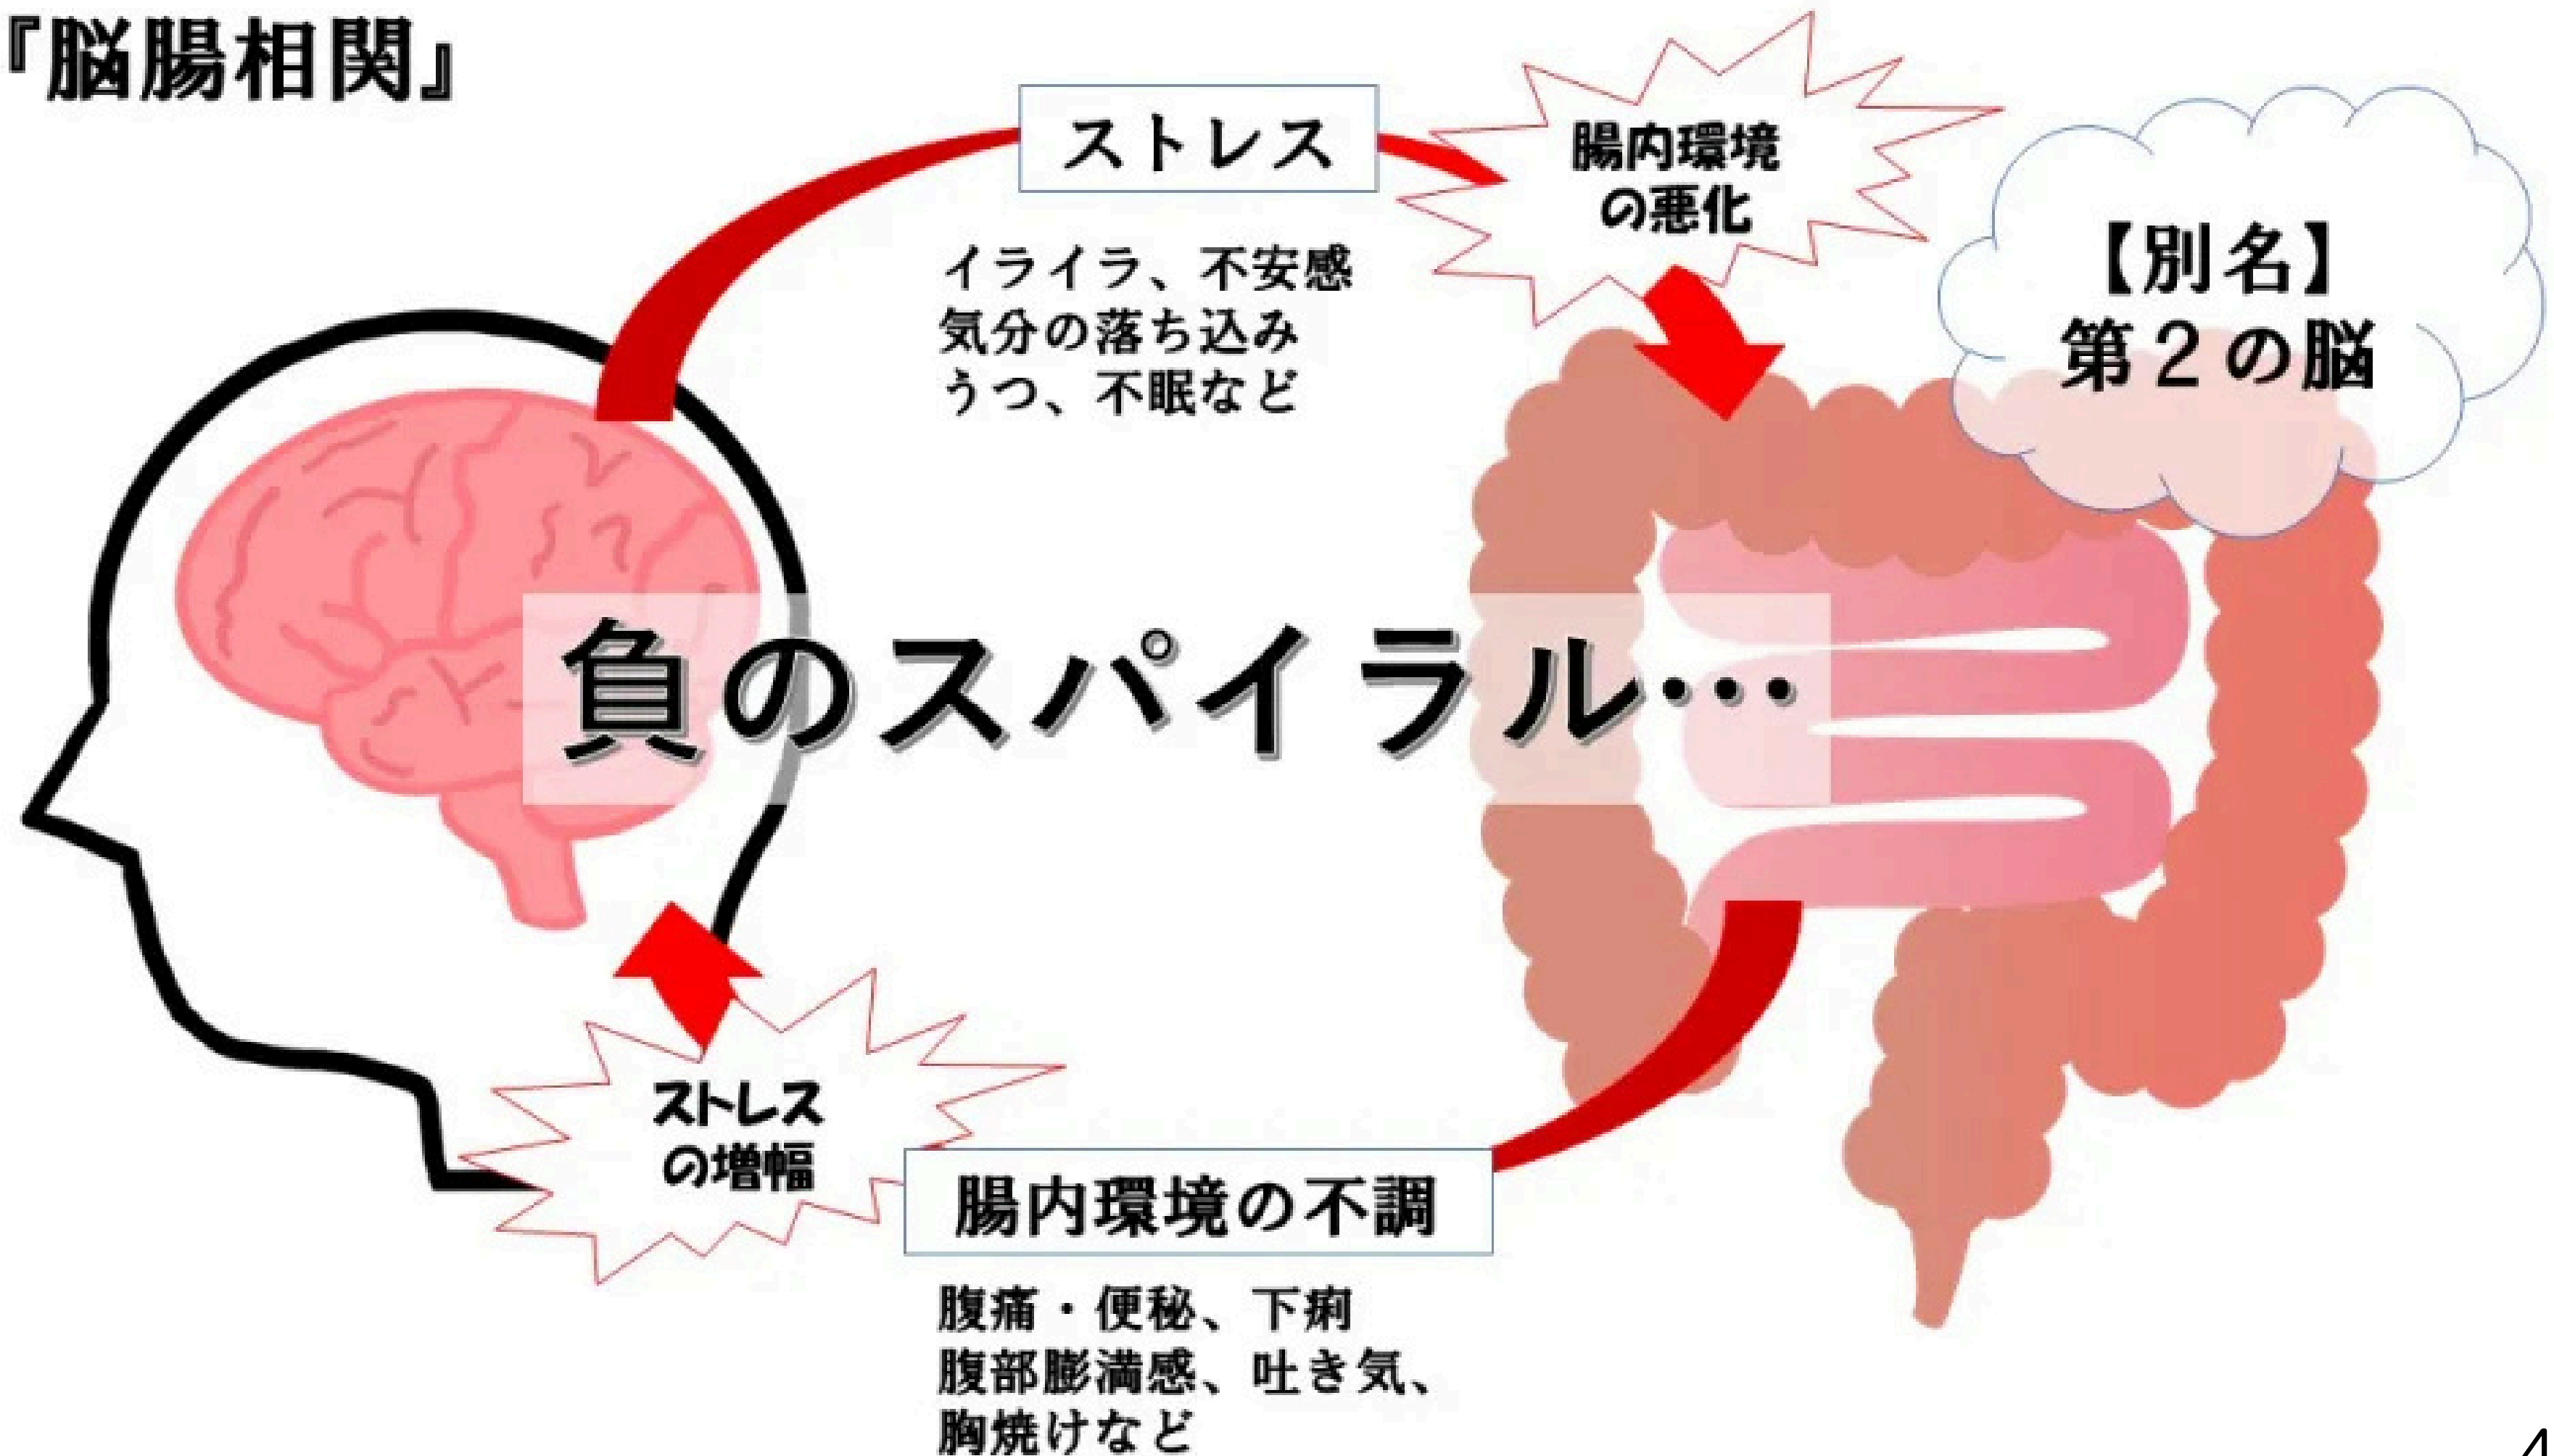 『脳腸相関』
ストレス
イライラ、不安感
気分の落ち込み
うつ、不眠など
腸内環境
の悪化
【別名】
第２の脳
負のスパイラル…
ストレス
の増幅
腸内環境の不調
腹痛・便秘、下痢
腹部膨満感、吐き気、
胸焼けなど
4